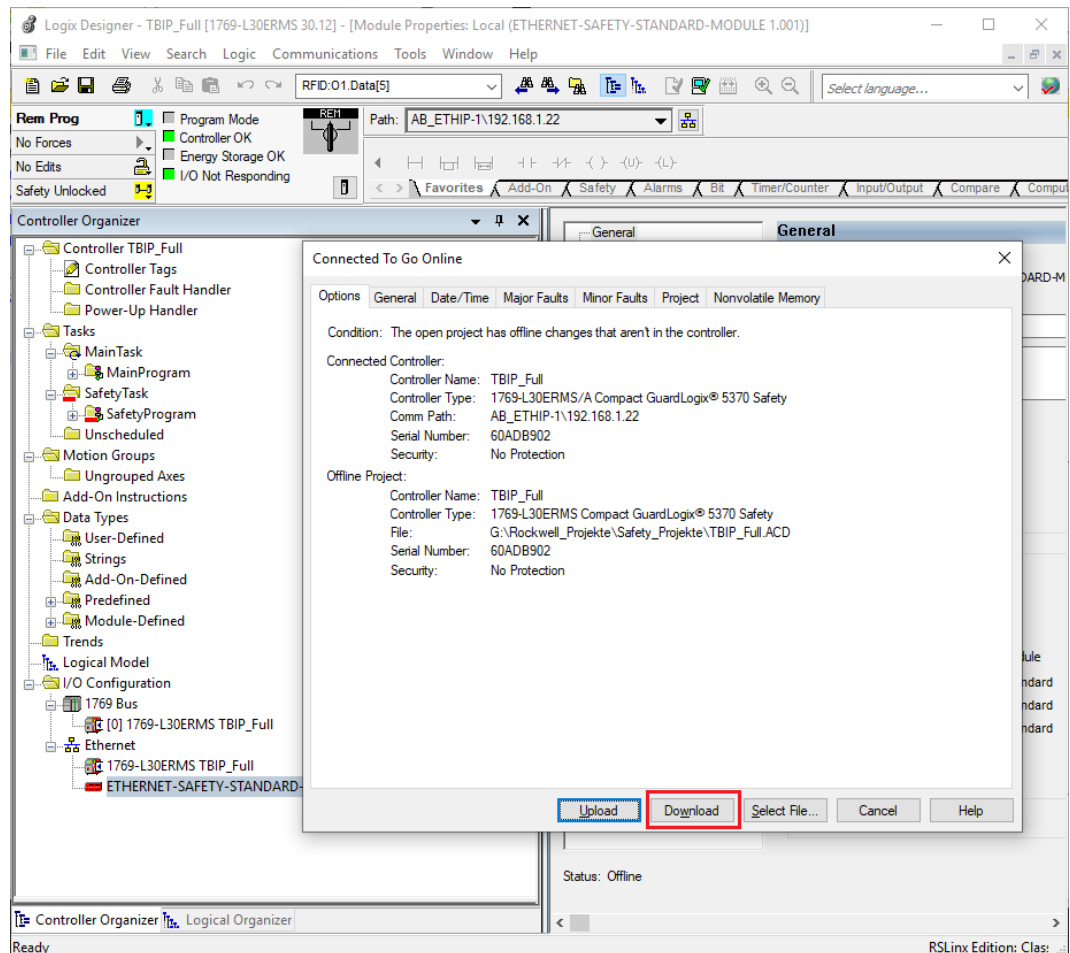 Logix Designer - TBIP_Full [1769-L30ERMS 30.12] - [Module Properties: Local (ETHERNET-SAFETY-STANDARD-MODULE 1.001)]
File Edit View Search Logic Communications Tools Window Help
RFID:O1.Data[5]
Select language...
Rem Prog
Program Mode
REM
Path: AB_ETHIP-1\192.168.1.22
No Forces
Controller OK
No Edits
Energy Storage OK
Safety Unlocked
I/O Not Responding
Favorites Add-On Safety Alarms Bit Timer/Counter Input/Output Compare Comput
Controller Organizer
Controller TBIP_Full
Controller Tags
Controller Fault Handler
Power-Up Handler
Tasks
MainTask
MainProgram
SafetyTask
SafetyProgram
Unscheduled
Motion Groups
Ungrouped Axes
Add-On Instructions
Data Types
User-Defined
Strings
Add-On-Defined
Predefined
Module-Defined
Trends
Logical Model
I/O Configuration
1769 Bus
[0] 1769-L30ERMS TBIP_Full
Ethernet
1769-L30ERMS TBIP_Full
ETHERNET-SAFETY-STANDARD-
General
General
DARD-M
Connected To Go Online
Options General Date/Time Major Faults Minor Faults Project Nonvolatile Memory
Condition: The open project has offline changes that aren't in the controller.
Connected Controller:
Controller Name: TBIP_Full
Controller Type: 1769-L30ERMS/A Compact GuardLogix® 5370 Safety
Comm Path: AB_ETHIP-1\192.168.1.22
Serial Number: 60ADB902
Security: No Protection
Offline Project:
Controller Name: TBIP_Full
Controller Type: 1769-L30ERMS Compact GuardLogix® 5370 Safety
File: G:\Rockwell_Projekte\Safety_Projekte\TBIP_Full.ACD
Serial Number: 60ADB902
Security: No Protection
dule
ndard
ndard
ndard
Upload Download Select File... Cancel Help
Status: Offline
Controller Organizer Logical Organizer
Ready
RSLinx Edition: Clas: